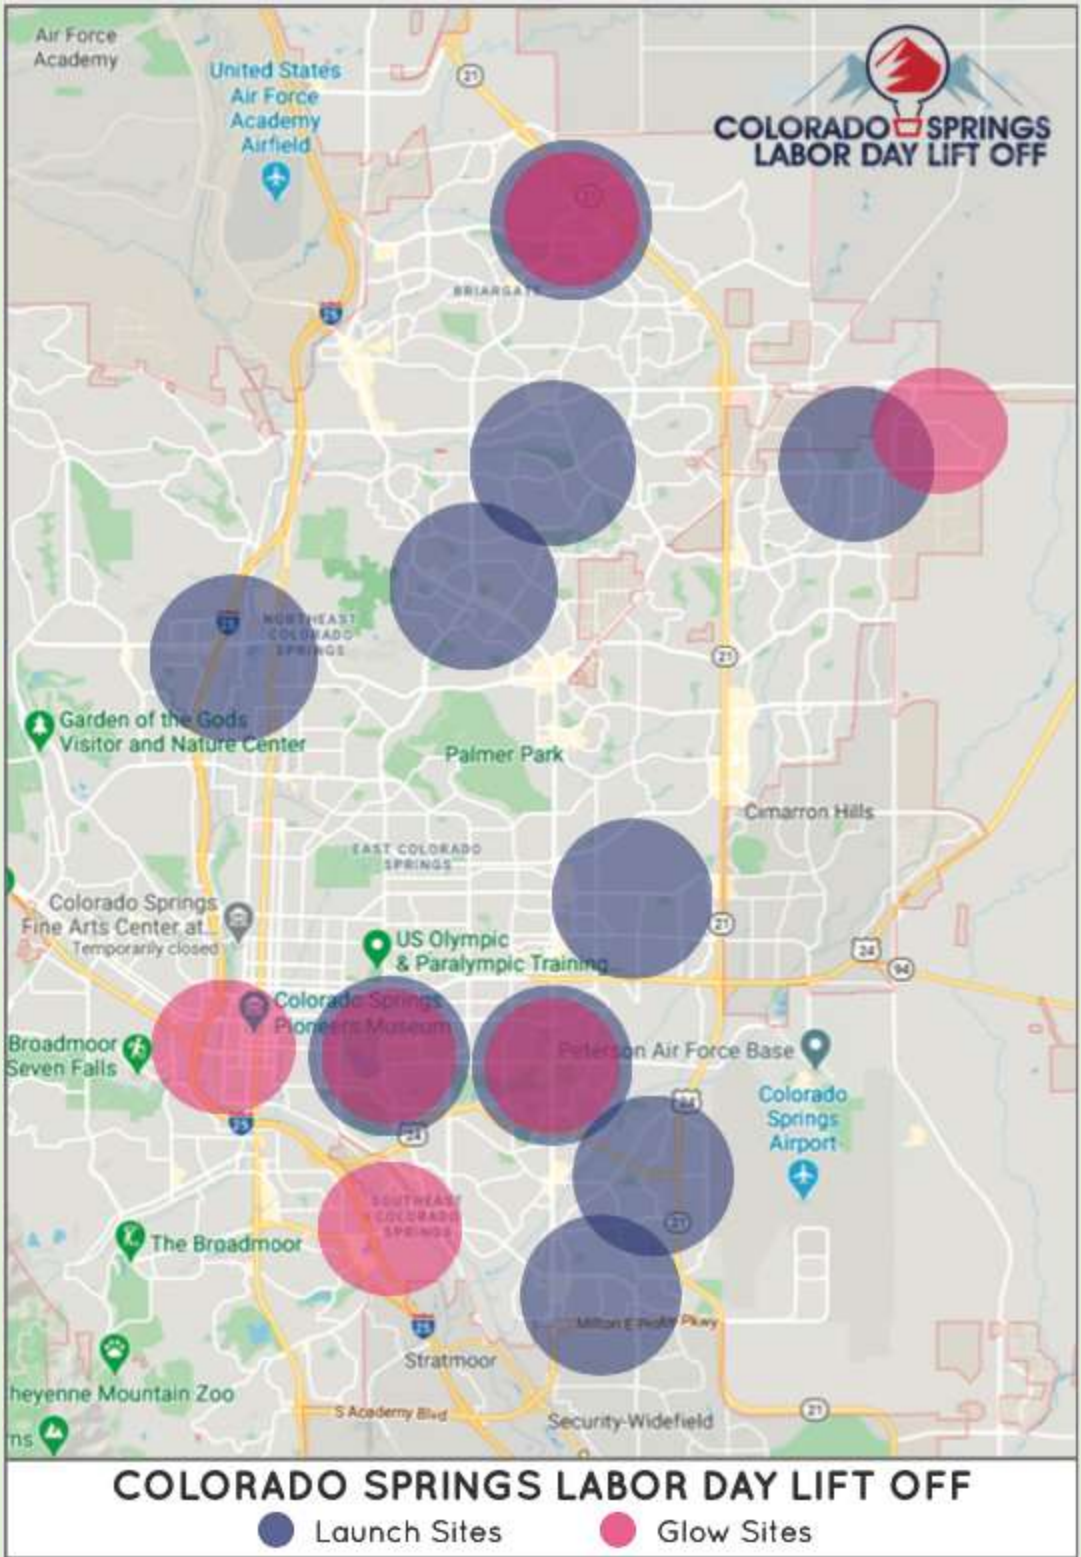 Air Force
Academy
United States
Air Force
Academy
Airfield
21
COLORADO SPRINGS
LABOR DAY LIFT OFF
21
BRIARGATE
25
25
NORTHEAST
COLORADO
SPRINGS
21
Garden of the Gods
Visitor and Nature Center
Palmer Park
Cimarron Hills
EAST COLORADO
SPRINGS
Colorado Springs
Fine Arts Center at...
Temporarily closed
US Olympic
& Paralympic Training
21
24
94
Colorado Springs
Pioneers Museum
Broadmoor
Seven Falls
Peterson Air Force Base
Colorado
Springs
Airport
24
25
24
SOUTHEAST
COLORADO
SPRINGS
21
The Broadmoor
25
Milton E Proby Pkwy
Stratmoor
heyenne Mountain Zoo
S Academy Blvd
21
Security-Widefield
ns
COLORADO SPRINGS LABOR DAY LIFT OFF
Launch Sites
Glow Sites